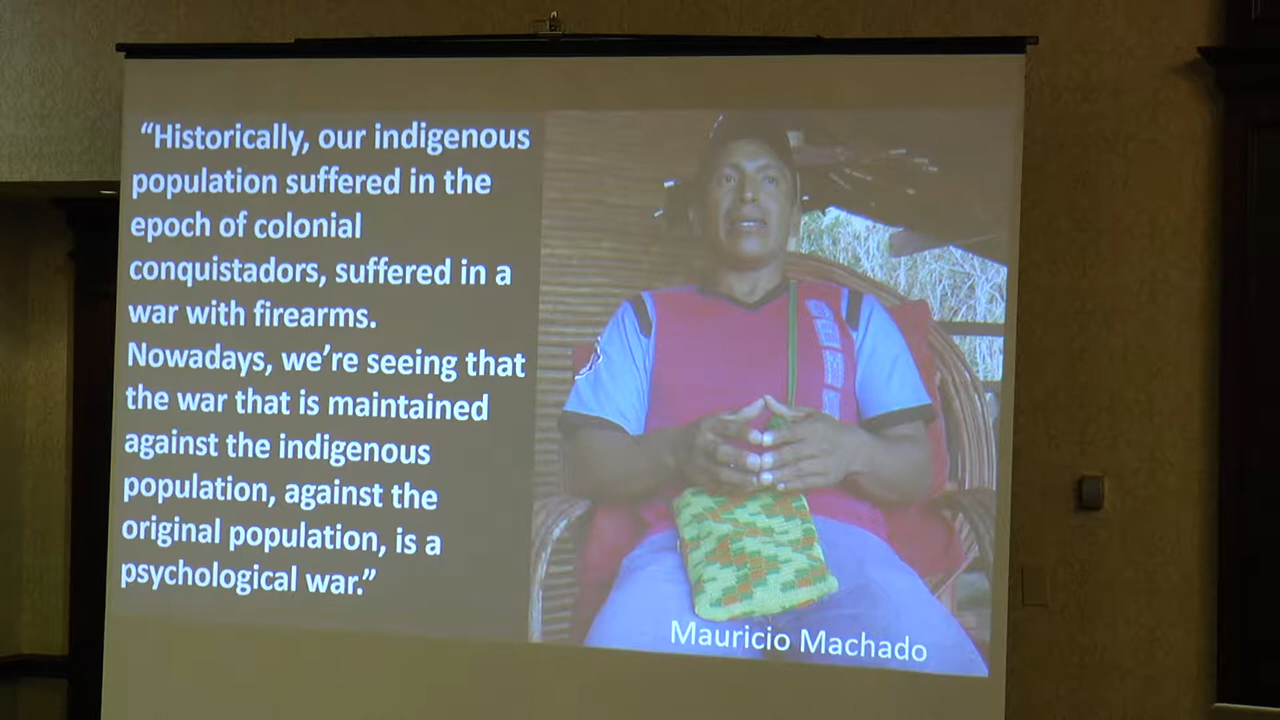 “Historically, our indigenous
population suffered in the
epoch of colonial
conquistadors, suffered in a
war with firearms.
Nowadays, we’re seeing that
the war that is maintained
against the indigenous
population, against the
original population, is a
psychological war.”
Mauricio Machado